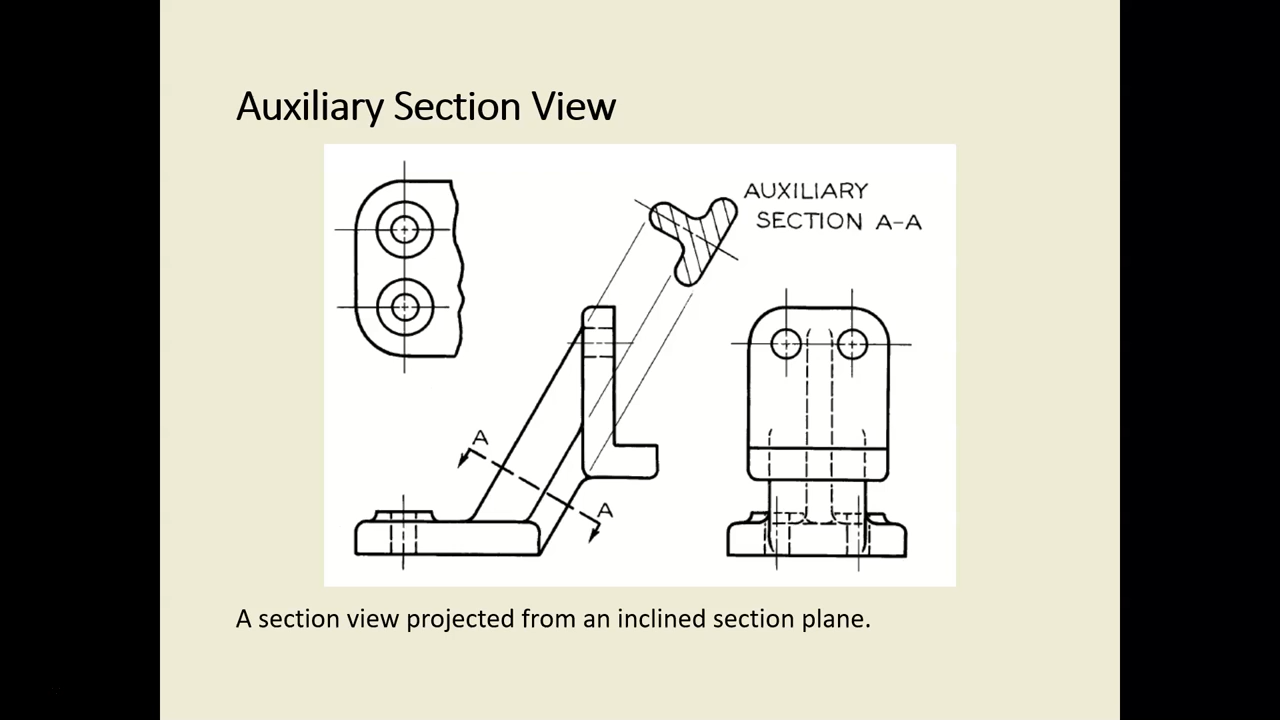 Auxiliary Section View
AUXILIARY
SECTION A-A
A
A
A section view projected from an inclined section plane.